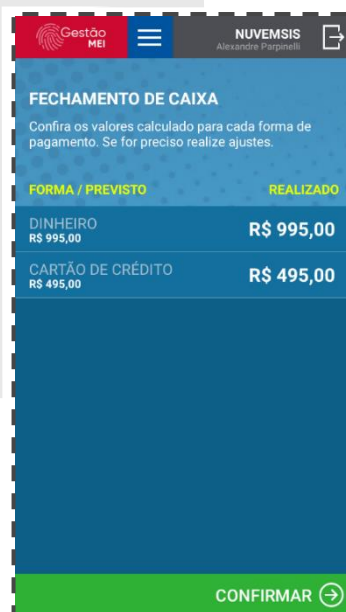 Gestão
MEI
NUVEMSIS
Alexandre Parpinelli
FECHAMENTO DE CAIXA
Confira os valores calculado para cada forma de
pagamento. Se for preciso realize ajustes.
FORMA / PREVISTO
REALIZADO
DINHEIRO
R$ 995,00
R$ 995,00
CARTÃO DE CRÉDITO
R$ 495,00
R$ 495,00
CONFIRMAR